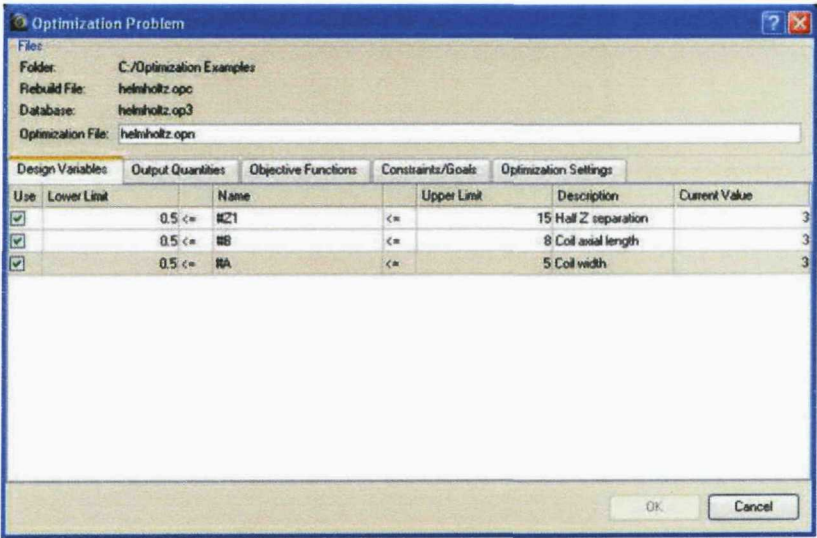 Optimization Problem
Files
Folder: C:/Optimization Examples
Rebuild File: helmholtz.opc
Database: helmholtz.op3
Optimization File: helmholtz.opn
Design Variables Output Quantities Objective Functions Constraints/Goals Optimization Settings
Use Lower Limit Name Upper Limit Description Current Value
0.5 <= #Z1 <= 15 Half Z separation 3
0.5 <= #B <= 8 Coil axial length 3
0.5 <= #A <= 5 Coil width 3
OK Cancel